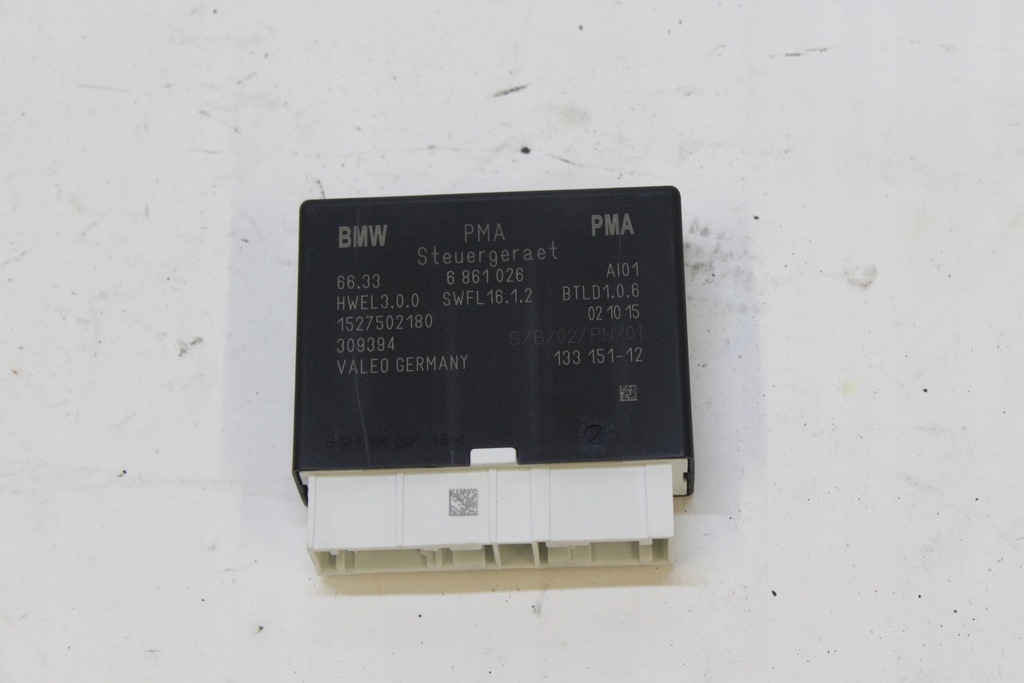 BMW PMA PMA
Steuergeraet
66.33 6 861 026 AI01
HWEL3.0.0 SWFL16.1.2 BTLD1.0.6
1527502180 02 10 15
309394 S/B/02/PN/01
VALEO GERMANY 133 151-12